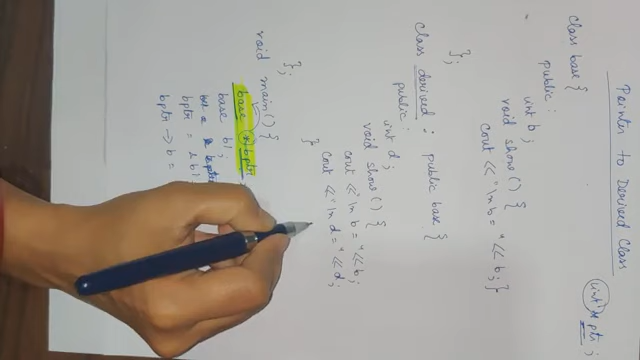 Pointer to Derived Class
int * ptr ;
Class base {
public :
int b ;
void show ( ) {
cout << "\n b = " << b ; }
} ;
class derived : public base {
public :
int d ;
void show ( ) {
cout << "\n b = " << b ;
cout << "\n d = " << d ;
}
} ;
void main ( ) {
base * bptr
base b1 ;
bptr = & b1
bptr -> b =